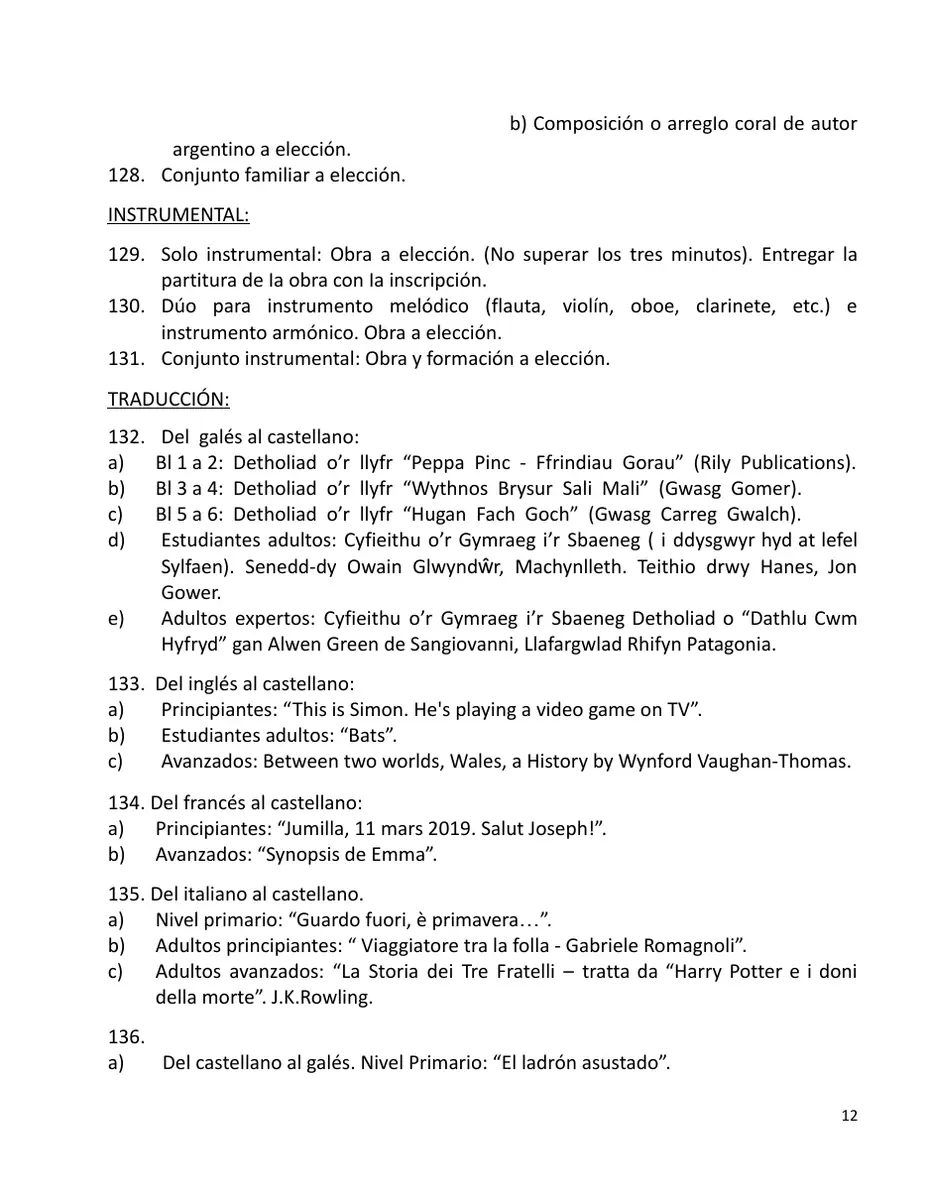 b) Composición o arreglo coral de autor
argentino a elección.
128. Conjunto familiar a elección.
INSTRUMENTAL:
129. Solo instrumental: Obra a elección. (No superar los tres minutos). Entregar la
partitura de la obra con la inscripción.
130. Dúo para instrumento melódico (flauta, violín, oboe, clarinete, etc.) e
instrumento armónico. Obra a elección.
131. Conjunto instrumental: Obra y formación a elección.
TRADUCCIÓN:
132. Del galés al castellano:
a) Bl 1 a 2: Detholiad o’r llyfr “Peppa Pinc - Ffrindiau Gorau” (Rily Publications).
b) Bl 3 a 4: Detholiad o’r llyfr “Wythnos Brysur Sali Mali” (Gwasg Gomer).
c) Bl 5 a 6: Detholiad o’r llyfr “Hugan Fach Goch” (Gwasg Carreg Gwalch).
d) Estudiantes adultos: Cyfieithu o’r Gymraeg i’r Sbaeneg ( i ddysgwyr hyd at lefel
Sylfaen). Senedd-dy Owain Glwyndŵr, Machynlleth. Teithio drwy Hanes, Jon
Gower.
e) Adultos expertos: Cyfieithu o’r Gymraeg i’r Sbaeneg Detholiad o “Dathlu Cwm
Hyfryd” gan Alwen Green de Sangiovanni, Llafargwlad Rhifyn Patagonia.
133. Del inglés al castellano:
a) Principiantes: “This is Simon. He's playing a video game on TV”.
b) Estudiantes adultos: “Bats”.
c) Avanzados: Between two worlds, Wales, a History by Wynford Vaughan-Thomas.
134. Del francés al castellano:
a) Principiantes: “Jumilla, 11 mars 2019. Salut Joseph!”.
b) Avanzados: “Synopsis de Emma”.
135. Del italiano al castellano.
a) Nivel primario: “Guardo fuori, è primavera…”.
b) Adultos principiantes: “ Viaggiatore tra la folla - Gabriele Romagnoli”.
c) Adultos avanzados: “La Storia dei Tre Fratelli – tratta da “Harry Potter e i doni
della morte”. J.K.Rowling.
136.
a) Del castellano al galés. Nivel Primario: “El ladrón asustado”.
12